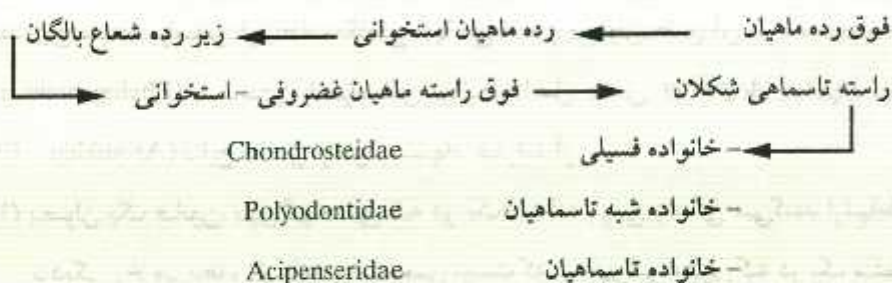 فوق رده ماهیان رده ماهیان استخوانی زیر رده شعاع بالگان
راسته تاسماهی شکلان فوق راسته ماهیان غضروفی - استخوانی
- خانواده فسیلی Chondrosteidae
- خانواده شبه تاسماهیان Polyodontidae
- خانواده تاسماهیان Acipenseridae